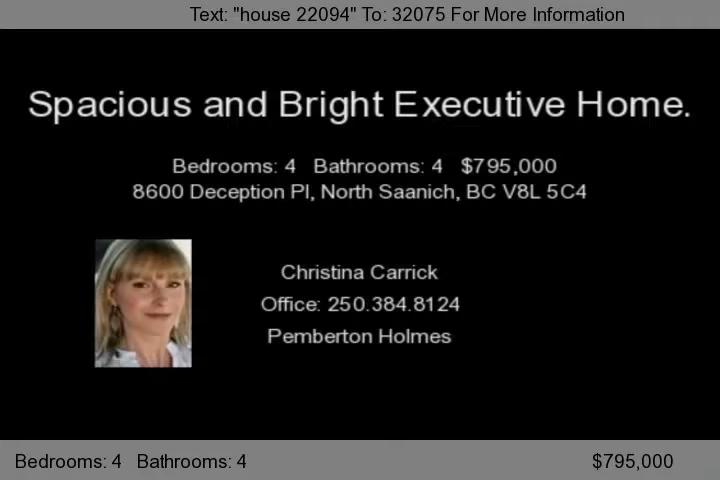 Text: "house 22094" To: 32075 For More Information
Spacious and Bright Executive Home.
Bedrooms: 4 Bathrooms: 4 $795,000
8600 Deception Pl, North Saanich, BC V8L 5C4
Christina Carrick
Office: 250.384.8124
Pemberton Holmes
Bedrooms: 4 Bathrooms: 4 $795,000